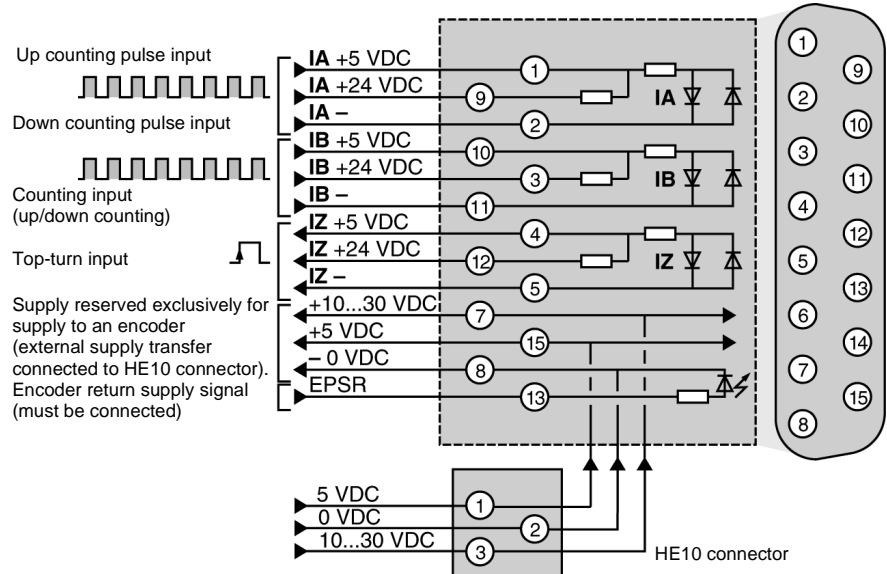 Up counting pulse input
Down counting pulse input
Counting input
(up/down counting)
Top-turn input
Supply reserved exclusively for
supply to an encoder
(external supply transfer
connected to HE10 connector).
Encoder return supply signal
(must be connected)
IA +5 VDC
1
IA +24 VDC
9
IA
IA –
2
IB +5 VDC
10
IB +24 VDC
3
IB
IB –
11
IZ +5 VDC
4
IZ +24 VDC
12
IZ
IZ –
5
+10...30 VDC
7
+5 VDC
15
– 0 VDC
8
EPSR
13
1
9
2
10
3
11
4
12
5
13
6
14
7
15
8
5 VDC
1
0 VDC
2
10...30 VDC
3
HE10 connector